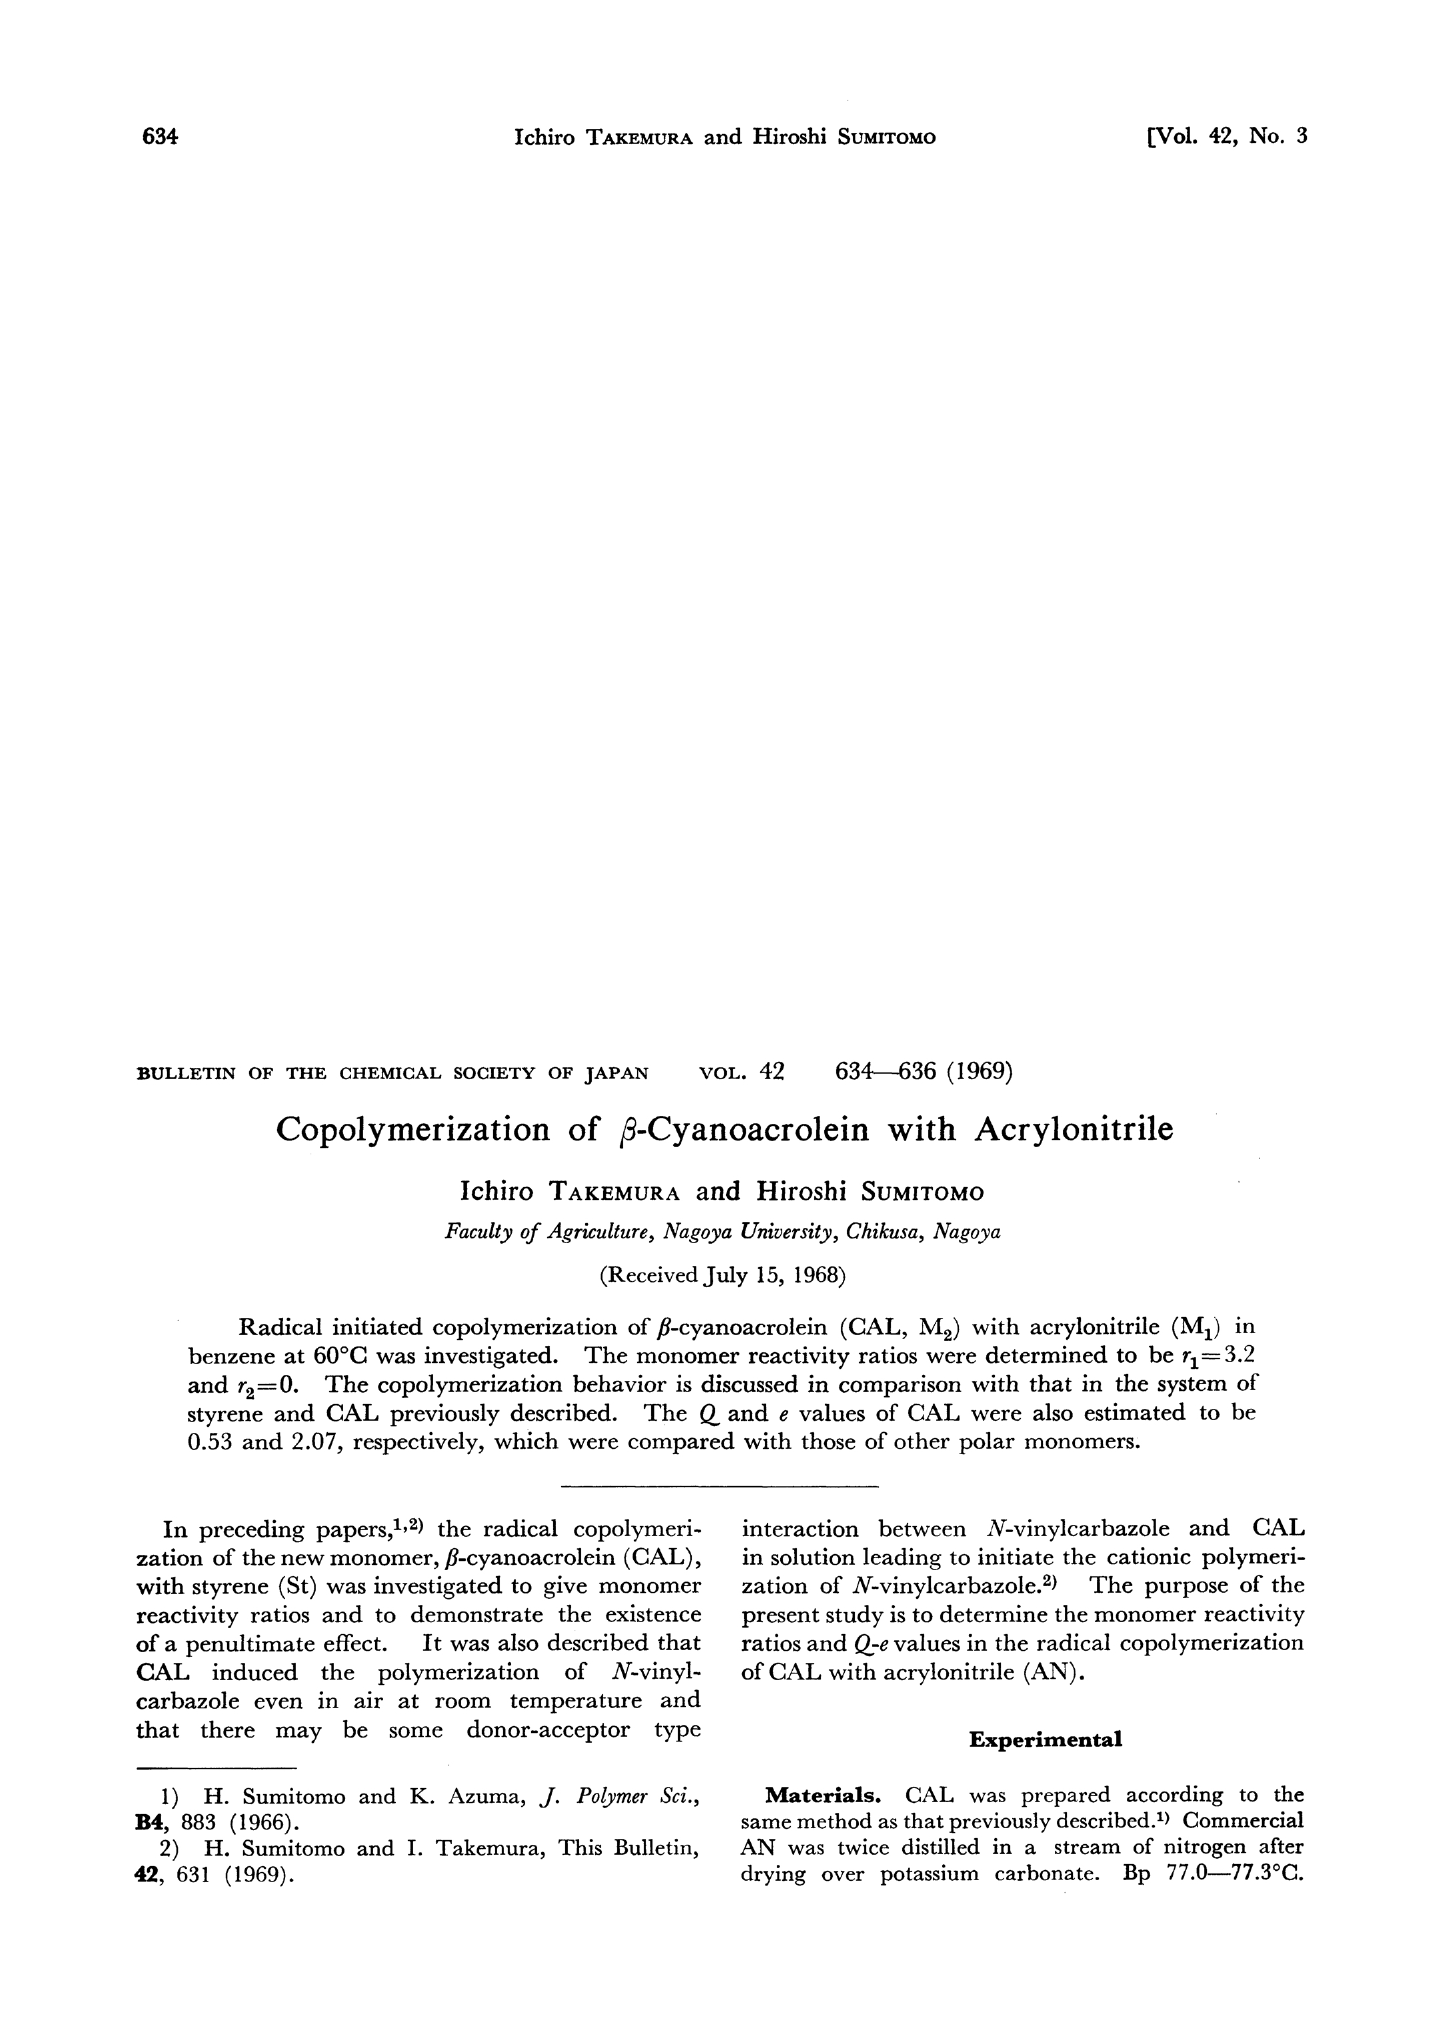 634
Ichiro TAKEMURA and Hiroshi SUMITOMO
[Vol. 42, No. 3
BULLETIN OF THE CHEMICAL SOCIETY OF JAPAN VOL. 42 634—636 (1969)
Copolymerization of β-Cyanoacrolein with Acrylonitrile
Ichiro TAKEMURA and Hiroshi SUMITOMO
Faculty of Agriculture, Nagoya University, Chikusa, Nagoya
(Received July 15, 1968)
Radical initiated copolymerization of β-cyanoacrolein (CAL, M₂) with acrylonitrile (M₁) in
benzene at 60°C was investigated. The monomer reactivity ratios were determined to be r₁=3.2
and r₂=0. The copolymerization behavior is discussed in comparison with that in the system of
styrene and CAL previously described. The Q and e values of CAL were also estimated to be
0.53 and 2.07, respectively, which were compared with those of other polar monomers.
In preceding papers,¹,²⁾ the radical copolymeri-
zation of the new monomer, β-cyanoacrolein (CAL),
with styrene (St) was investigated to give monomer
reactivity ratios and to demonstrate the existence
of a penultimate effect. It was also described that
CAL induced the polymerization of N-vinyl-
carbazole even in air at room temperature and
that there may be some donor-acceptor type
1) H. Sumitomo and K. Azuma, J. Polymer Sci.,
B4, 883 (1966).
2) H. Sumitomo and I. Takemura, This Bulletin,
42, 631 (1969).
interaction between N-vinylcarbazole and CAL
in solution leading to initiate the cationic polymeri-
zation of N-vinylcarbazole.²⁾ The purpose of the
present study is to determine the monomer reactivity
ratios and Q-e values in the radical copolymerization
of CAL with acrylonitrile (AN).
Experimental
Materials. CAL was prepared according to the
same method as that previously described.¹⁾ Commercial
AN was twice distilled in a stream of nitrogen after
drying over potassium carbonate. Bp 77.0—77.3°C.